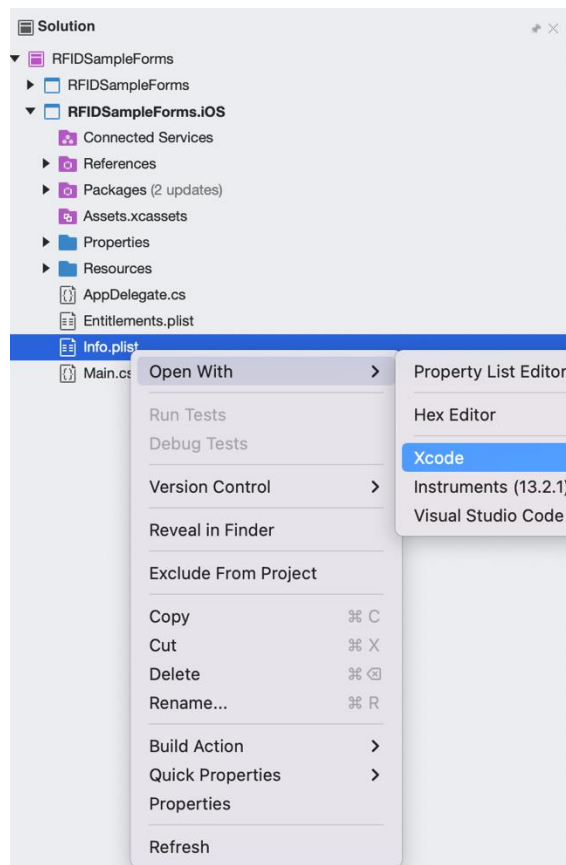 Solution
RFIDSampleForms
RFIDSampleForms
RFIDSampleForms.iOS
Connected Services
References
Packages (2 updates)
Assets.xcassets
Properties
Resources
AppDelegate.cs
Entitlements.plist
Info.plist
Main.cs
Open With
Run Tests
Debug Tests
Version Control
Reveal in Finder
Exclude From Project
Copy ⌘ C
Cut ⌘ X
Delete ⌘ ⌫
Rename... ⌘ R
Build Action
Quick Properties
Properties
Refresh
Property List Editor
Hex Editor
Xcode
Instruments (13.2.1)
Visual Studio Code